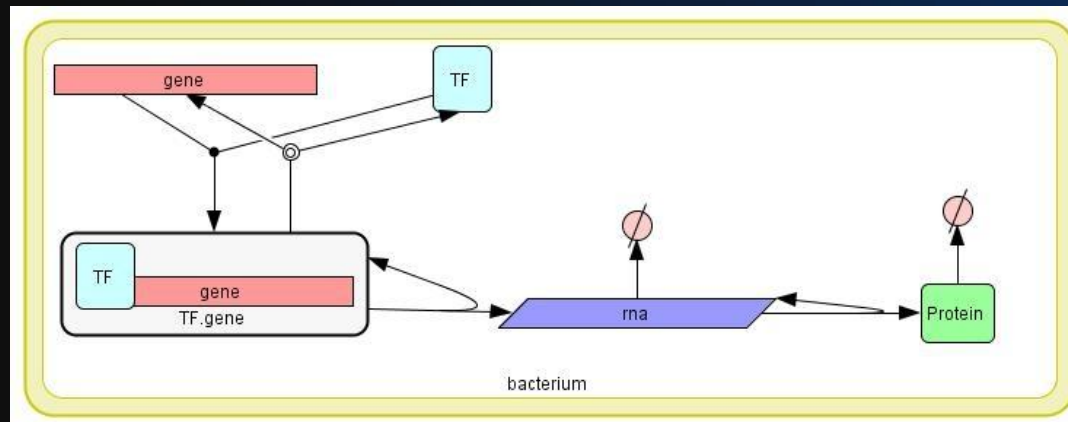 gene
TF
TF
gene
TF.gene
rna
Protein
bacterium